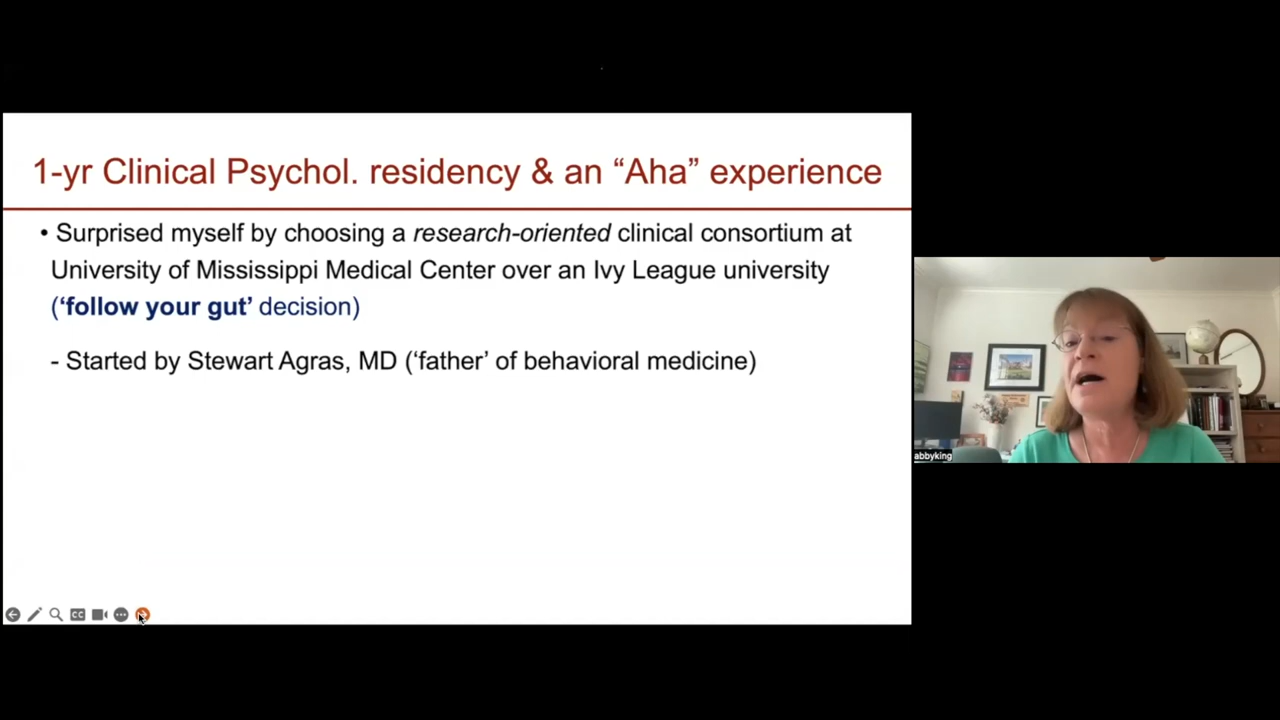 1-yr Clinical Psychol. residency & an “Aha” experience
• Surprised myself by choosing a research-oriented clinical consortium at
University of Mississippi Medical Center over an Ivy League university
(‘follow your gut’ decision)
- Started by Stewart Agras, MD (‘father’ of behavioral medicine)
CC
abbyking